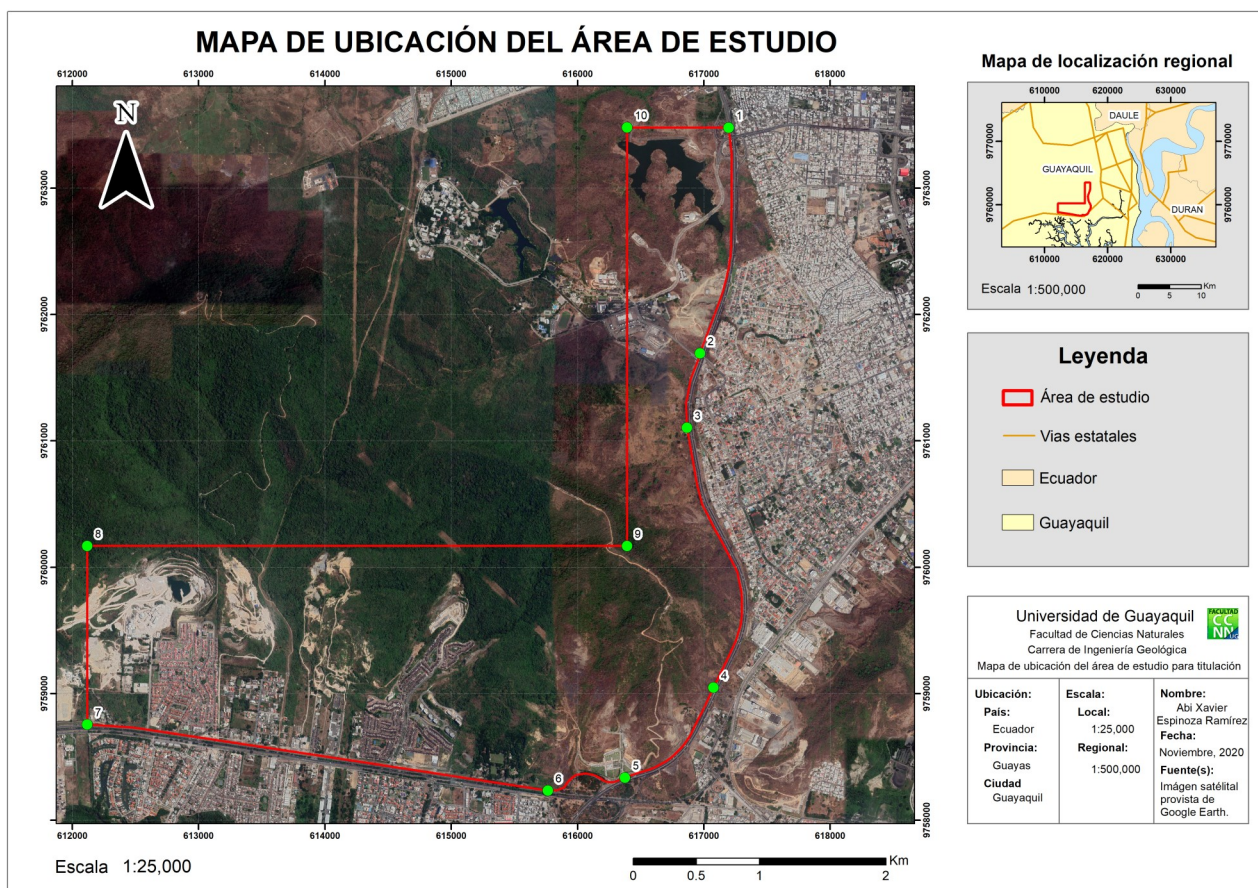 MAPA DE UBICACIÓN DEL ÁREA DE ESTUDIO
612000 613000 614000 615000 616000 617000 618000
N
10
1
2
3
8
9
4
7
6
5
9763000
9762000
9761000
9760000
9759000
9758000
9763000
9762000
9761000
9760000
9759000
9758000
612000 613000 614000 615000 616000 617000 618000
Escala 1:25,000
Km
0 0.5 1 2
Mapa de localización regional
610000 620000 630000
9770000
9760000
9770000
9760000
DAULE
GUAYAQUIL
DURAN
610000 620000 630000
Escala 1:500,000
Km
0 5 10
Leyenda
Área de estudio
Vias estatales
Ecuador
Guayaquil
Universidad de Guayaquil
FACULTAD
CC
NN
UG
Facultad de Ciencias Naturales
Carrera de Ingeniería Geológica
Mapa de ubicación del área de estudio para titulación
Ubicación:
País:
Ecuador
Provincia:
Guayas
Ciudad
Guayaquil
Escala:
Local:
1:25,000
Regional:
1:500,000
Nombre:
Abi Xavier
Espinoza Ramírez
Fecha:
Noviembre, 2020
Fuente(s):
Imágen satélital
provista de
Google Earth.